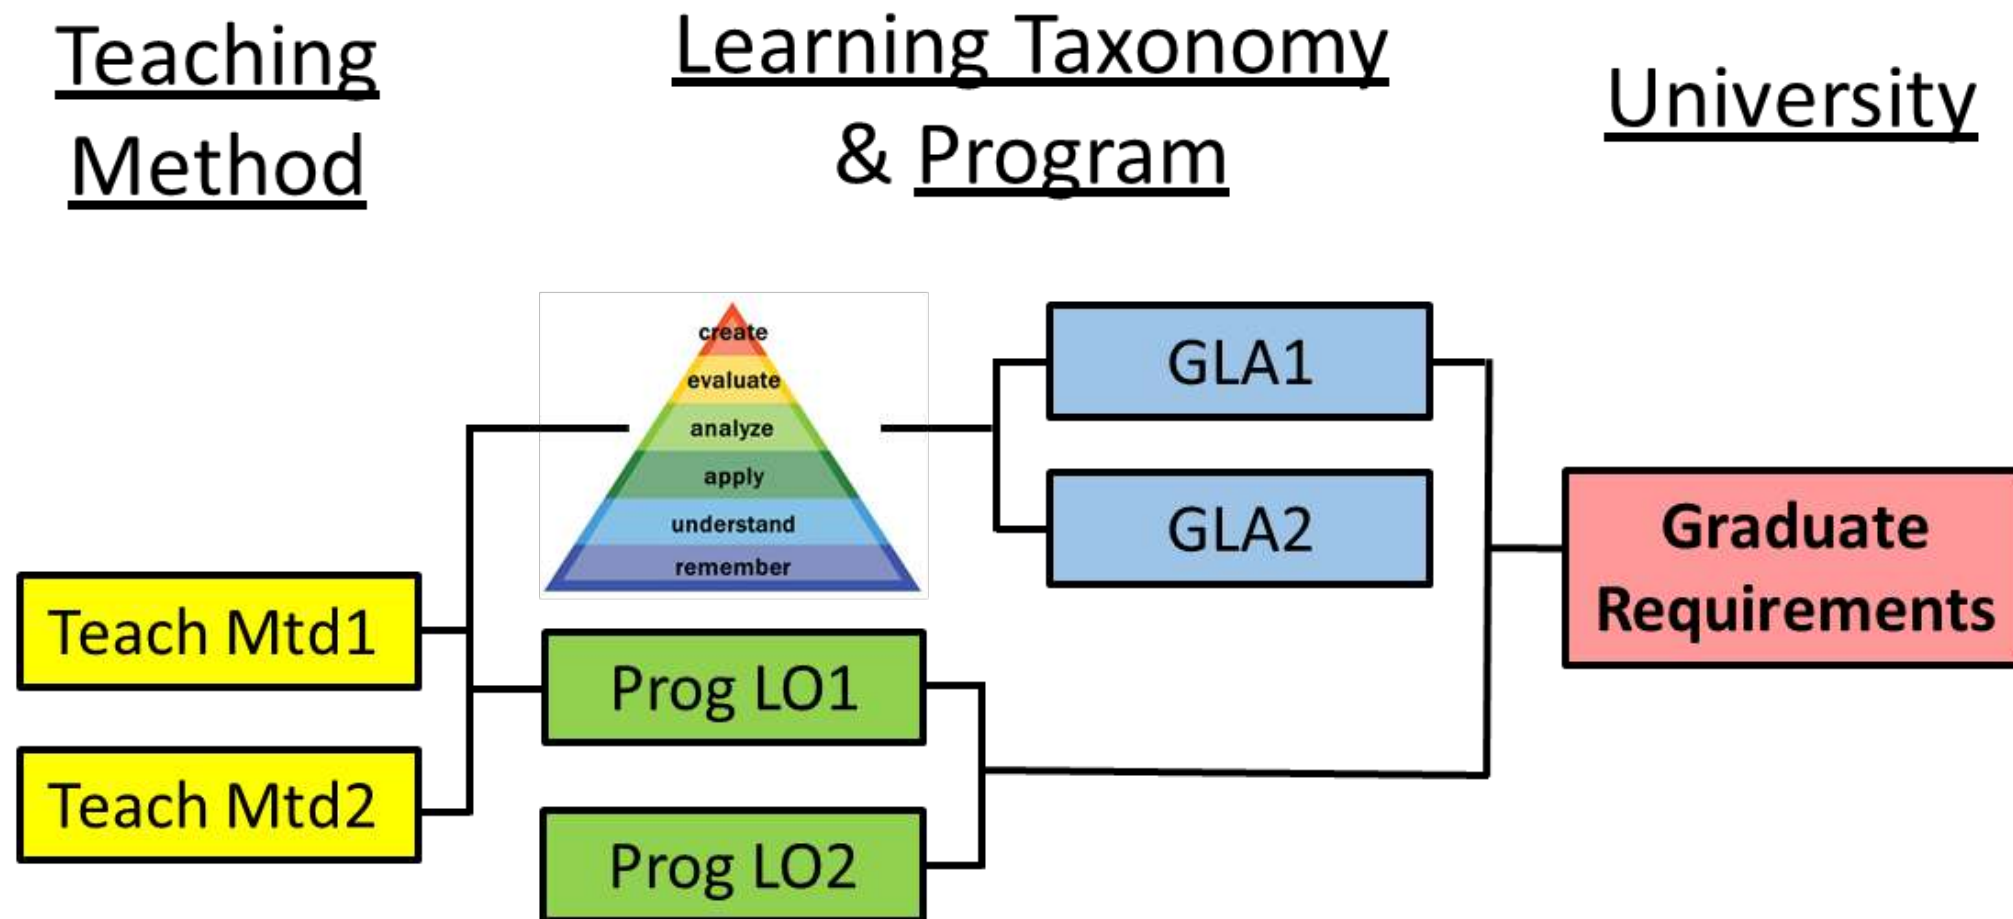 Teaching
Method
Learning Taxonomy
& Program
University
create
evaluate
analyze
apply
understand
remember
GLA1
GLA2
Graduate
Requirements
Teach Mtd1
Teach Mtd2
Prog LO1
Prog LO2